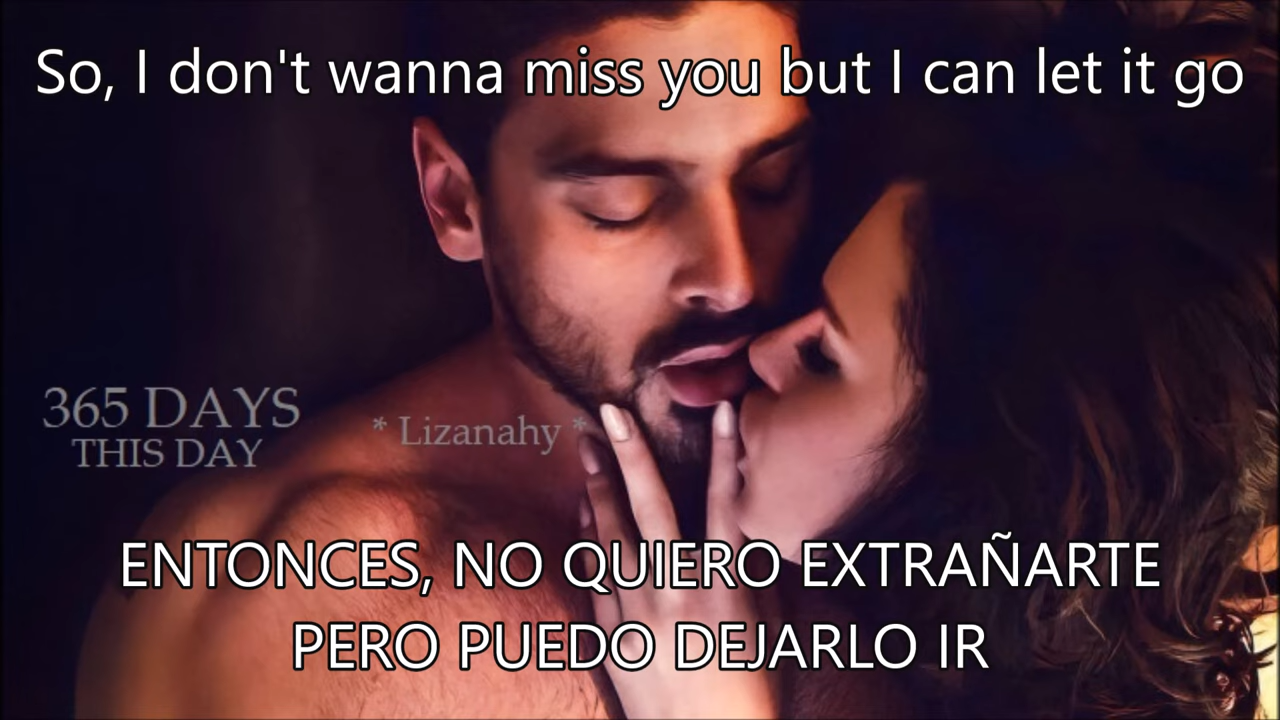 So, I don't wanna miss you but I can let it go
365 DAYS
THIS DAY
* Lizanahy *
ENTONCES, NO QUIERO EXTRAÑARTE
PERO PUEDO DEJARLO IR